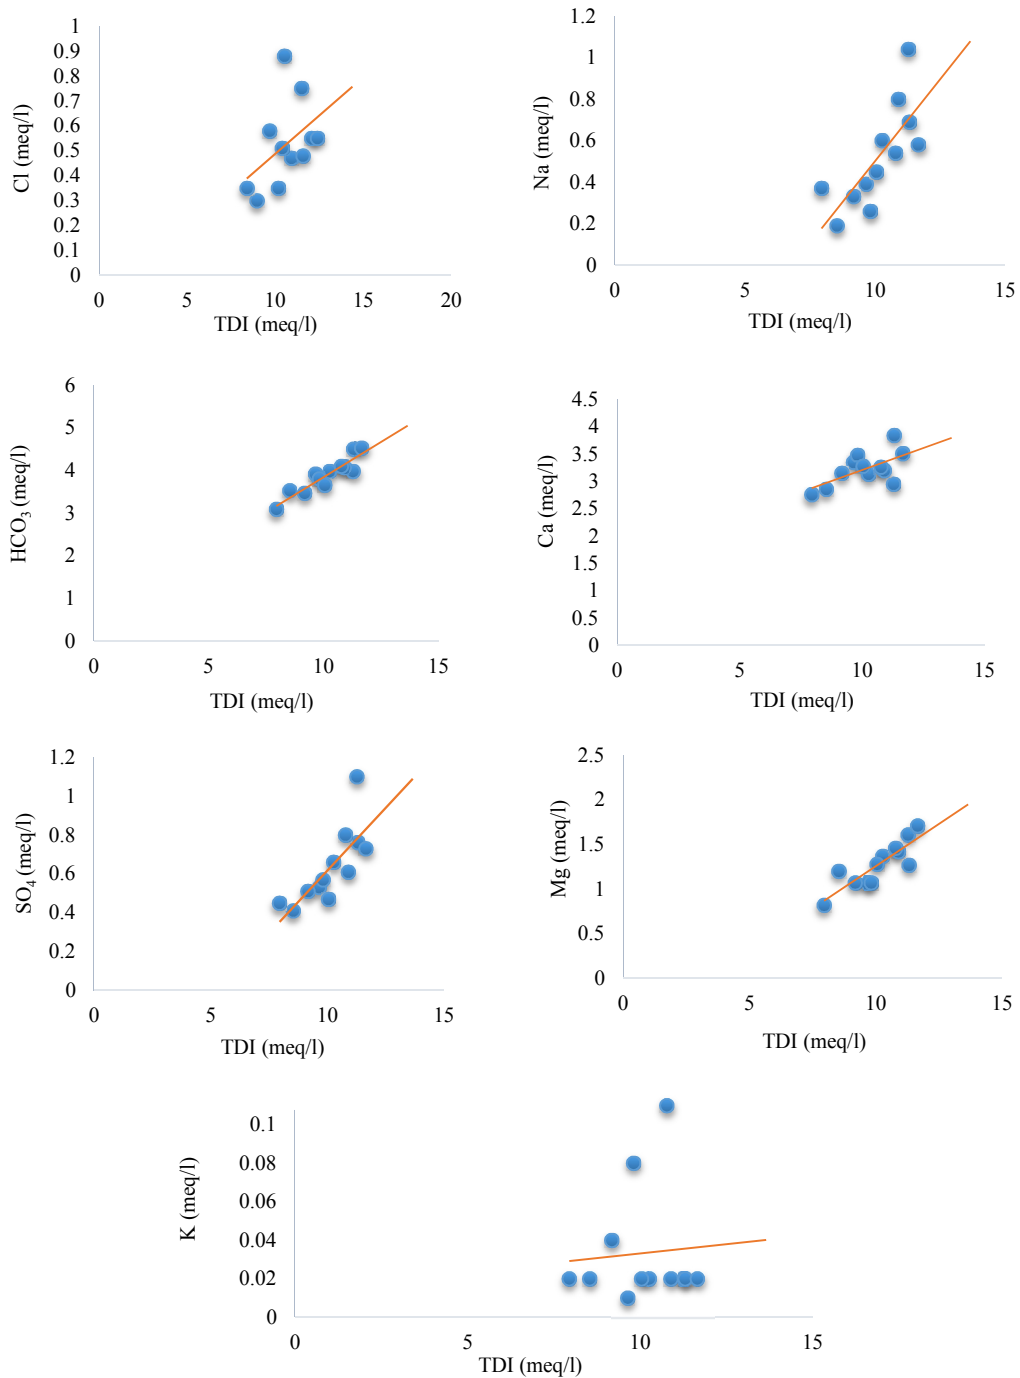 1
0.9
0.8
0.7
0.6
0.5
0.4
0.3
0.2
0.1
0
Cl (meq/l)
0 5 10 15 20
TDI (meq/l)
1.2
1
0.8
0.6
0.4
0.2
0
Na (meq/l)
0 5 10 15
TDI (meq/l)
6
5
4
3
2
1
0
HCO₃ (meq/l)
0 5 10 15
TDI (meq/l)
4.5
4
3.5
3
2.5
2
1.5
1
0.5
0
Ca (meq/l)
0 5 10 15
TDI (meq/l)
1.2
1
0.8
0.6
0.4
0.2
0
SO₄ (meq/l)
0 5 10 15
TDI (meq/l)
2.5
2
1.5
1
0.5
0
Mg (meq/l)
0 5 10 15
TDI (meq/l)
0.1
0.08
0.06
0.04
0.02
0
K (meq/l)
0 5 10 15
TDI (meq/l)